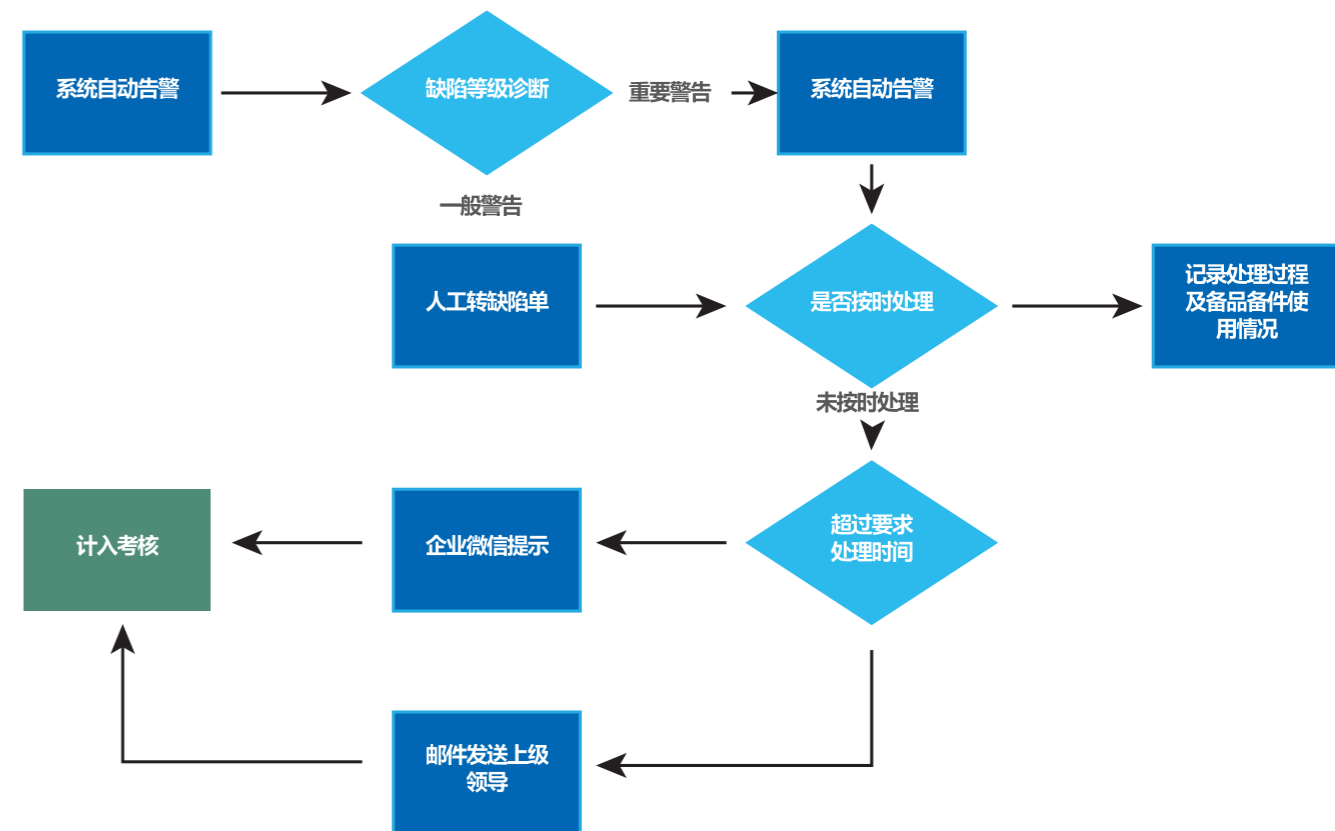 系统自动告警
缺陷等级诊断
重要警告
系统自动告警
一般警告
人工转缺陷单
是否按时处理
记录处理过程
及备品备件使
用情况
未按时处理
计入考核
企业微信提示
超过要求
处理时间
邮件发送上级
领导